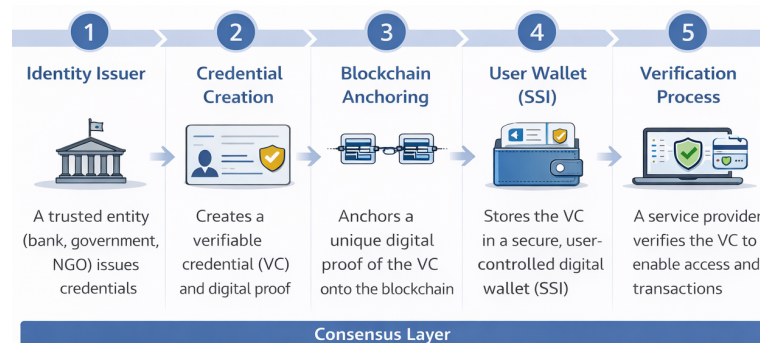 1
2
3
4
5
Identity Issuer
Credential
Creation
Blockchain
Anchoring
User Wallet
(SSI)
Verification
Process
A trusted entity
(bank, government,
NGO) issues
credentials
Creates a
verifiable
credential (VC)
and digital proof
Anchors a
unique digital
proof of the VC
onto the blockchain
Stores the VC
in a secure, user-
controlled digital
wallet (SSI)
A service provider
verifies the VC to
enable access and
transactions
Consensus Layer